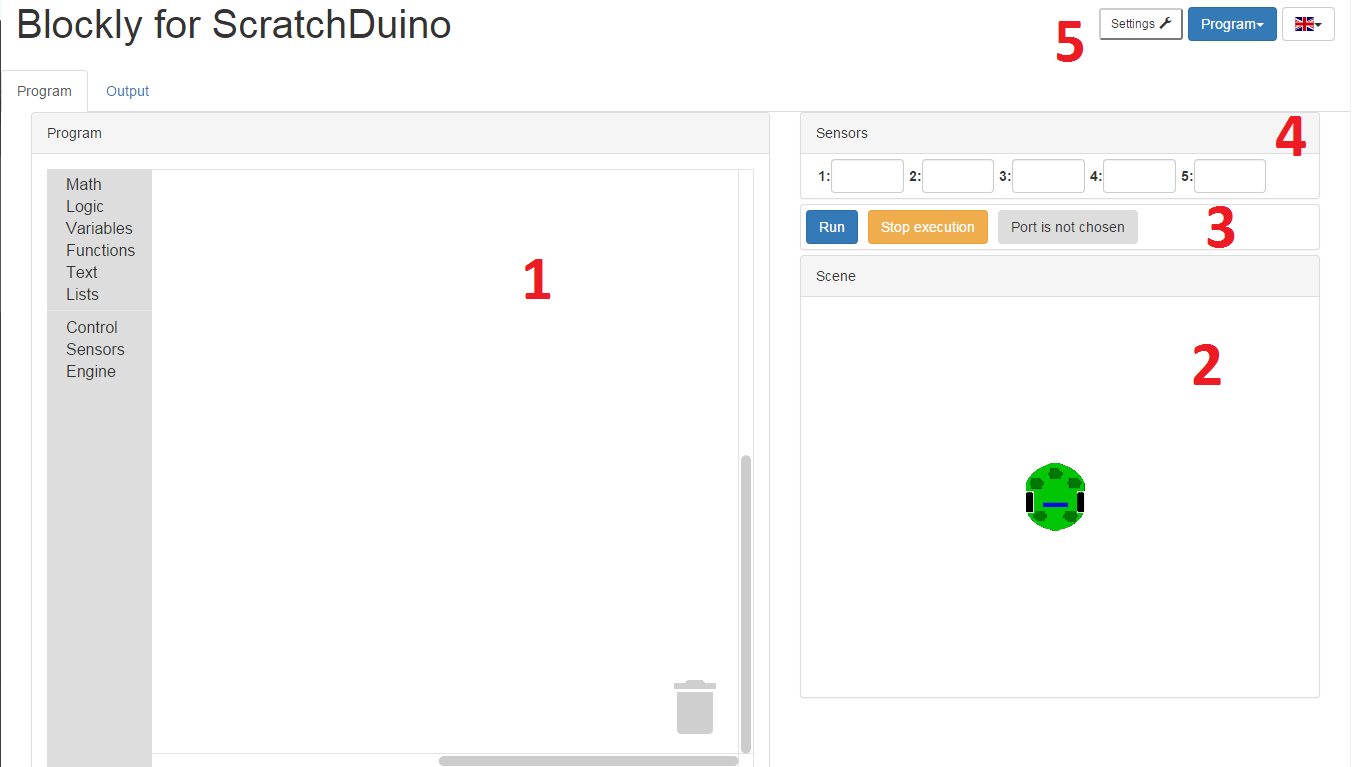 Blockly for ScratchDuino
5
Settings
Program
Program
Output
Program
Math
Logic
Variables
Functions
Text
Lists
Control
Sensors
Engine
1
Sensors
4
1: 2: 3: 4: 5:
Run
Stop execution
Port is not chosen
3
Scene
2